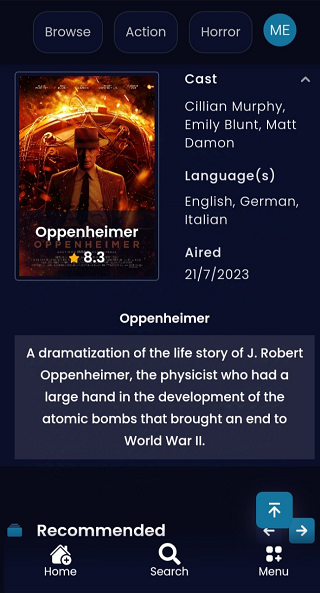 Browse
Action
Horror
ME
Cast
Cillian Murphy,
Emily Blunt, Matt
Damon
Language(s)
English, German,
Italian
Aired
21/7/2023
OPPENHEIMER
Oppenheimer
8.3
Oppenheimer
A dramatization of the life story of J. Robert
Oppenheimer, the physicist who had a
large hand in the development of the
atomic bombs that brought an end to
World War II.
Recommended
Home
Search
Menu